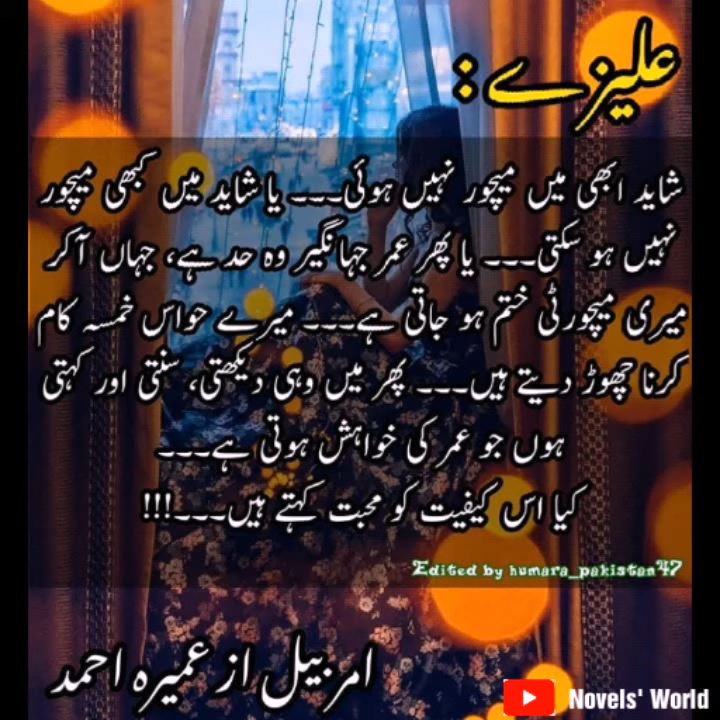 علیزے :
شاید ابھی میں میچور نہیں ہوئی۔۔۔ یا شاید میں کبھی میچور
نہیں ہو سکتی۔۔۔ یا پھر عمر جہانگیر وہ حد ہے، جہاں آ کر
میری میچورٹی ختم ہو جاتی ہے۔۔۔ میرے حواس خمسہ کام
کرنا چھوڑ دیتے ہیں۔۔۔ پھر میں وہی دیکھتی، سنتی اور کہتی
ہوں جو عمر کی خواہش ہوتی ہے۔۔۔
کیا اس کیفیت کو محبت کہتے ہیں۔۔۔!!!
Edited by humara_pakistan47
امربیل از عمیرہ احمد
Novels' World